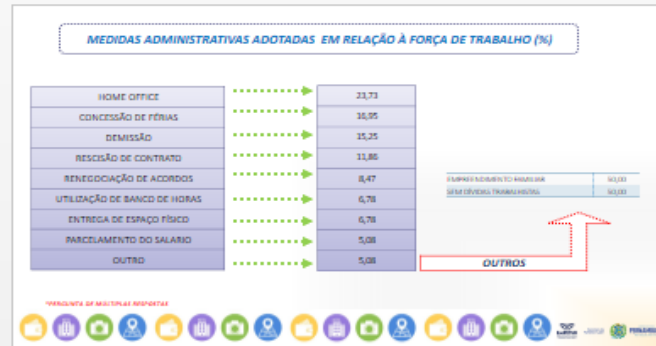 MEDIDAS ADMINISTRATIVAS ADOTADAS EM RELAÇÃO À FORÇA DE TRABALHO (%)
HOME OFFICE 23,73
CONCESSÃO DE FÉRIAS 16,95
DEMISSÃO 15,25
RESCISÃO DE CONTRATO 11,86
RENEGOCIAÇÃO DE ACORDOS 8,47
UTILIZAÇÃO DE BANCO DE HORAS 6,78
ENTREGA DE ESPAÇO FÍSICO 6,78
PARCELAMENTO DO SALARIO 5,08
OUTRO 5,08
EMPREENDIMENTO FAMILIAR 50,00
SEM DÍVIDAS TRABALHISTAS 50,00
OUTROS
*PERGUNTA DE MÚLTIPLAS RESPOSTAS